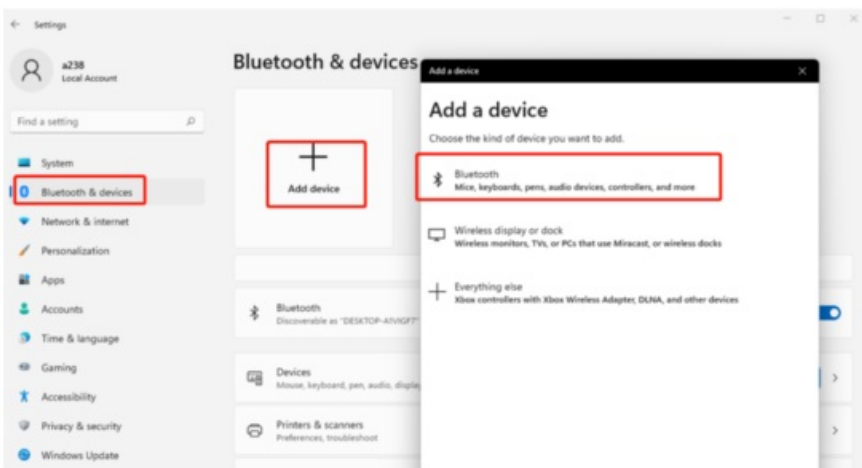 Settings
a238
Local Account
Find a setting
System
Bluetooth & devices
Network & internet
Personalization
Apps
Accounts
Time & language
Gaming
Accessibility
Privacy & security
Windows Update
Bluetooth & devices
Add device
Bluetooth
Discoverable as "DESKTOP-AIVIGF7"
Devices
Mouse, keyboard, pen, audio, display
Printers & scanners
Preferences, troubleshoot
Add a device
Add a device
Choose the kind of device you want to add.
Bluetooth
Mice, keyboards, pens, audio devices, controllers, and more
Wireless display or dock
Wireless monitors, TVs, or PCs that use Miracast, or wireless docks
Everything else
Xbox controllers with Xbox Wireless Adapter, DLNA, and other devices